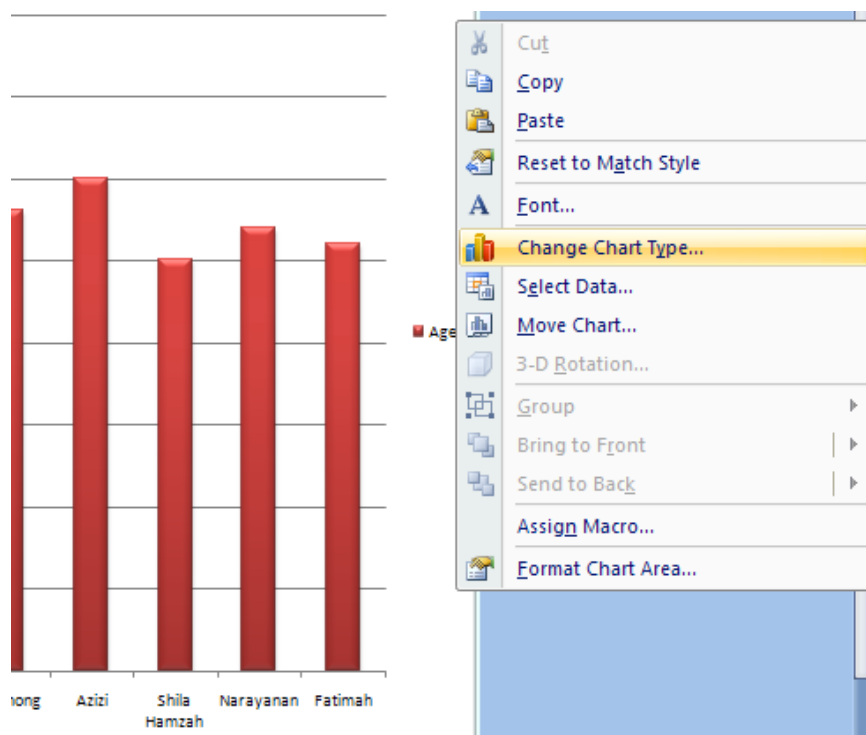 Cut
Copy
Paste
Reset to Match Style
Font...
Change Chart Type...
Select Data...
Age
Move Chart...
3-D Rotation...
Group
Bring to Front
Send to Back
Assign Macro...
Format Chart Area...
Azizi
Shila
Hamzah
Narayanan
Fatimah